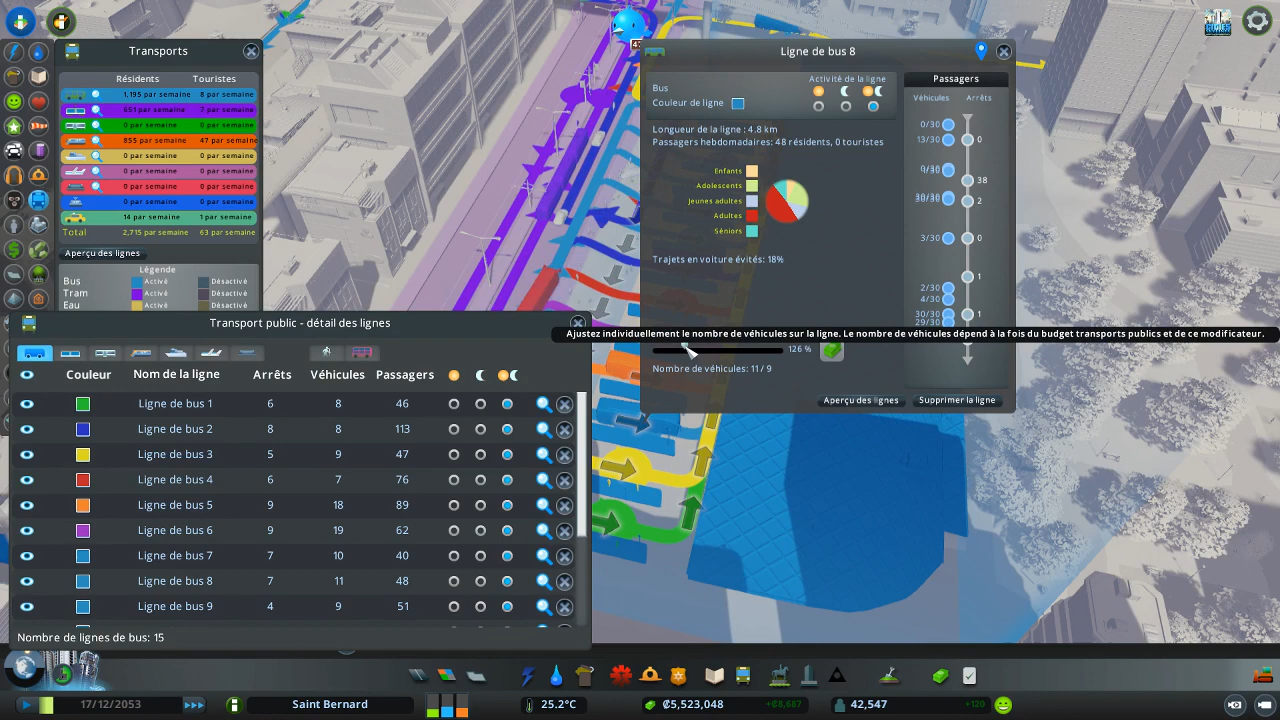 Transports
Résidents Touristes
1,195 par semaine 8 par semaine
651 par semaine 7 par semaine
0 par semaine 0 par semaine
855 par semaine 47 par semaine
0 par semaine 0 par semaine
0 par semaine 0 par semaine
0 par semaine 0 par semaine
0 par semaine 0 par semaine
14 par semaine 1 par semaine
Total 2,715 par semaine 63 par semaine
Aperçu des lignes
Légende
Bus Activé Désactivé
Tram Activé Désactivé
Eau Activé Désactivé
Ligne de bus 8
Bus
Activité de la ligne
Couleur de ligne
Longueur de la ligne : 4.8 km
Passagers hebdomadaires: 48 résidents, 0 touristes
Enfants
Adolescents
Jeunes adultes
Adultes
Séniors
Trajets en voiture évités: 18%
126 %
Nombre de véhicules: 11/ 9
Aperçu des lignes
Supprimer la ligne
Passagers
Véhicules Arrêts
0/30
13/30 0
0/30
38
30/30 2
3/30 0
1
2/30
4/30
30/30 1
29/30
Ajustez individuellement le nombre de véhicules sur la ligne. Le nombre de véhicules dépend à la fois du budget transports publics et de ce modificateur.
Transport public - détail des lignes
Couleur Nom de la ligne Arrêts Véhicules Passagers
Ligne de bus 1 6 8 46
Ligne de bus 2 8 8 113
Ligne de bus 3 5 9 47
Ligne de bus 4 6 7 76
Ligne de bus 5 9 18 89
Ligne de bus 6 9 19 62
Ligne de bus 7 7 10 40
Ligne de bus 8 7 11 48
Ligne de bus 9 4 9 51
Nombre de lignes de bus: 15
17/12/2053
Saint Bernard
25.2°C
₡5,523,048
+₡8,667
42,547
+120